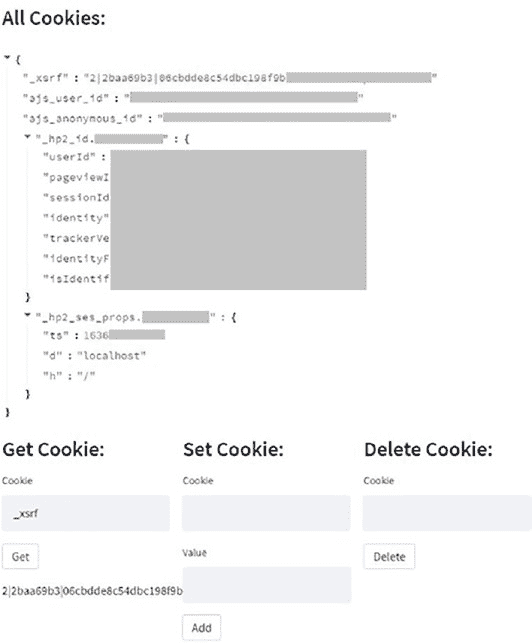 All Cookies:
{
"_xsrf" : "2|2baa69b3|06cbdde8c54dbc198f9b"
"ajs_user_id" : ""
"ajs_anonymous_id" : ""
"_hp2_id." : {
"userId" :
"pageviewI
"sessionId
"identity"
"trackerVe
"identityF
"isIdentif
}
"_hp2_ses_props." : {
"ts" : 1636
"d" : "localhost"
"h" : "/"
}
}
Get Cookie: Set Cookie: Delete Cookie:
Cookie Cookie Cookie
_xsrf
Get Value Delete
2|2baa69b3|06cbdde8c54dbc198f9b
Add